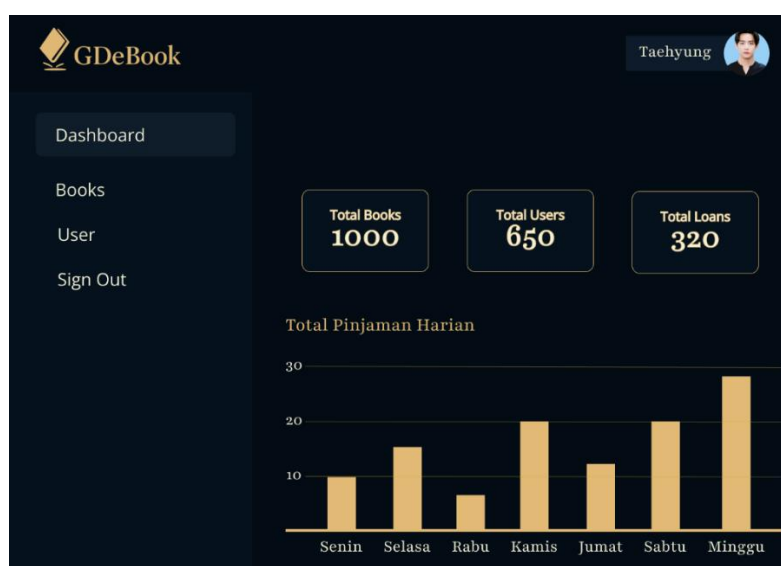 GDeBook
Taehyung
Dashboard
Books
User
Sign Out
Total Books
1000
Total Users
650
Total Loans
320
Total Pinjaman Harian
30
20
10
Senin Selasa Rabu Kamis Jumat Sabtu Minggu